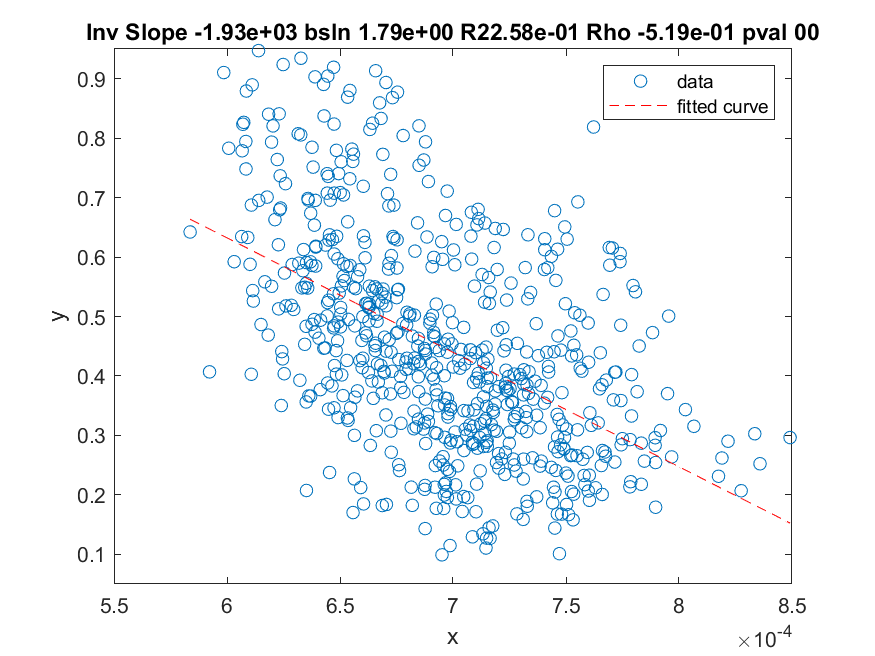 Inv Slope -1.93e+03 bsln 1.79e+00 R22.58e-01 Rho -5.19e-01 pval 00
data
fitted curve
0.9
0.8
0.7
0.6
0.5
0.4
0.3
0.2
0.1
y
5.5 6 6.5 7 7.5 8 8.5
x
×10-4